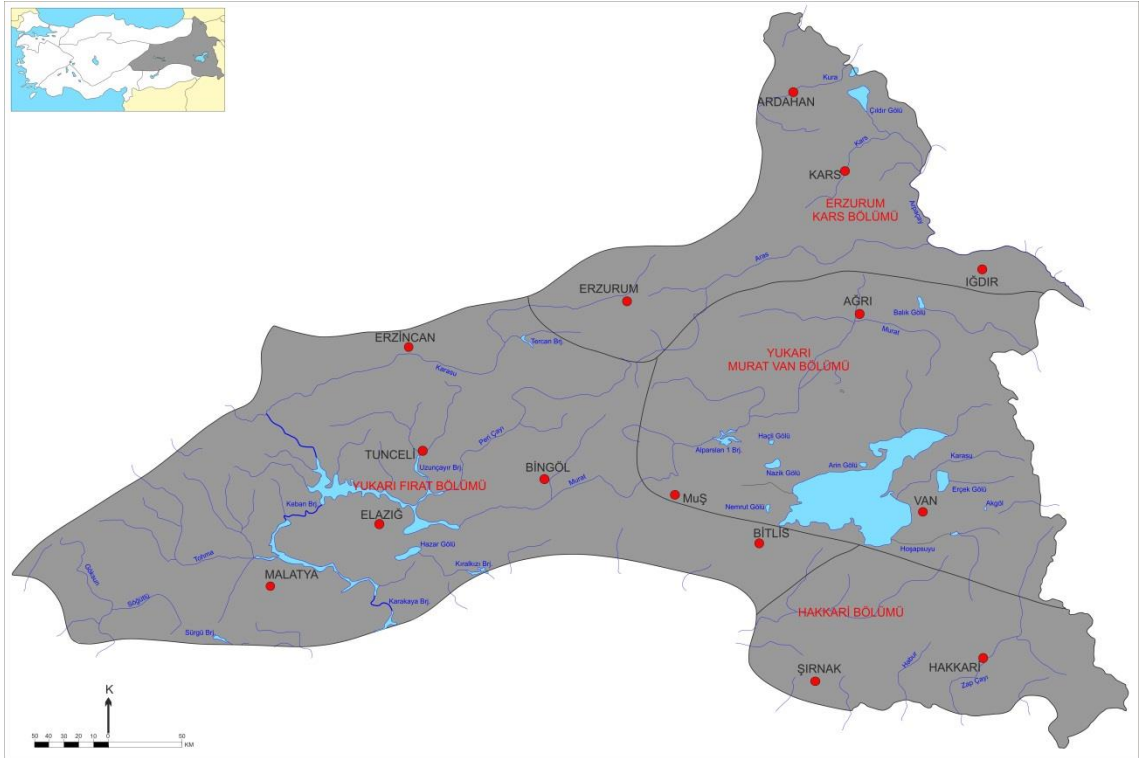 Kura
ARDAHAN
Çıldır Gölü
Kars
KARS
ERZURUM
KARS BÖLÜMÜ
Arpaçay
Aras
IĞDIR
ERZURUM
AĞRI
Balık Gölü
Murat
ERZİNCAN
Tercan Brj.
YUKARI
MURAT VAN BÖLÜMÜ
Karasu
Peri Çayı
Alparslan 1 Brj.
Haçlı Gölü
TUNCELİ
Uzunçayır Brj.
BİNGÖL
Murat
Nazik Gölü
Arin Gölü
Karasu
YUKARI FIRAT BÖLÜMÜ
Erçek Gölü
Kaban Brj.
MuŞ
Nemrut Gölü
VAN
Akgöl
ELAZIĞ
BİTLİS
Hoşapsuyu
Hazar Gölü
Tohma
Kıralkızı Brj.
Göksun
MALATYA
Söğütlü
Karakaya Brj.
HAKKARİ BÖLÜMÜ
Sürgü Brj.
Habur
HAKKARİ
ŞIRNAK
Zap Çayı
K
50 40 30 20 10 0 50
KM